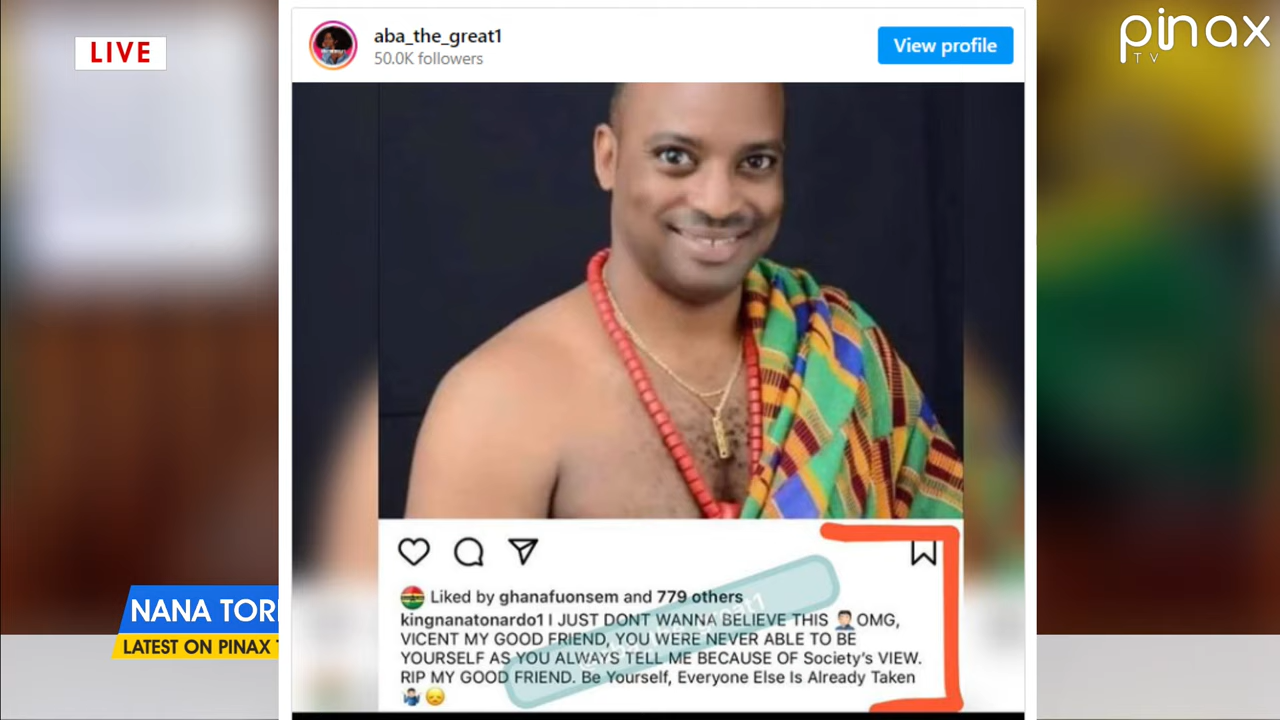 LIVE
pinax
TV
aba_the_great1
50.0K followers
View profile
Liked by ghanafuonsem and 779 others
kingnanatonardo1 I JUST DONT WANNA BELIEVE THIS 🤦🏻‍♂️OMG,
VICENT MY GOOD FRIEND, YOU WERE NEVER ABLE TO BE
YOURSELF AS YOU ALWAYS TELL ME BECAUSE OF Society's VIEW.
RIP MY GOOD FRIEND. Be Yourself, Everyone Else Is Already Taken
🤷🏻‍♂️😞
NANA TOR
LATEST ON PINAX T